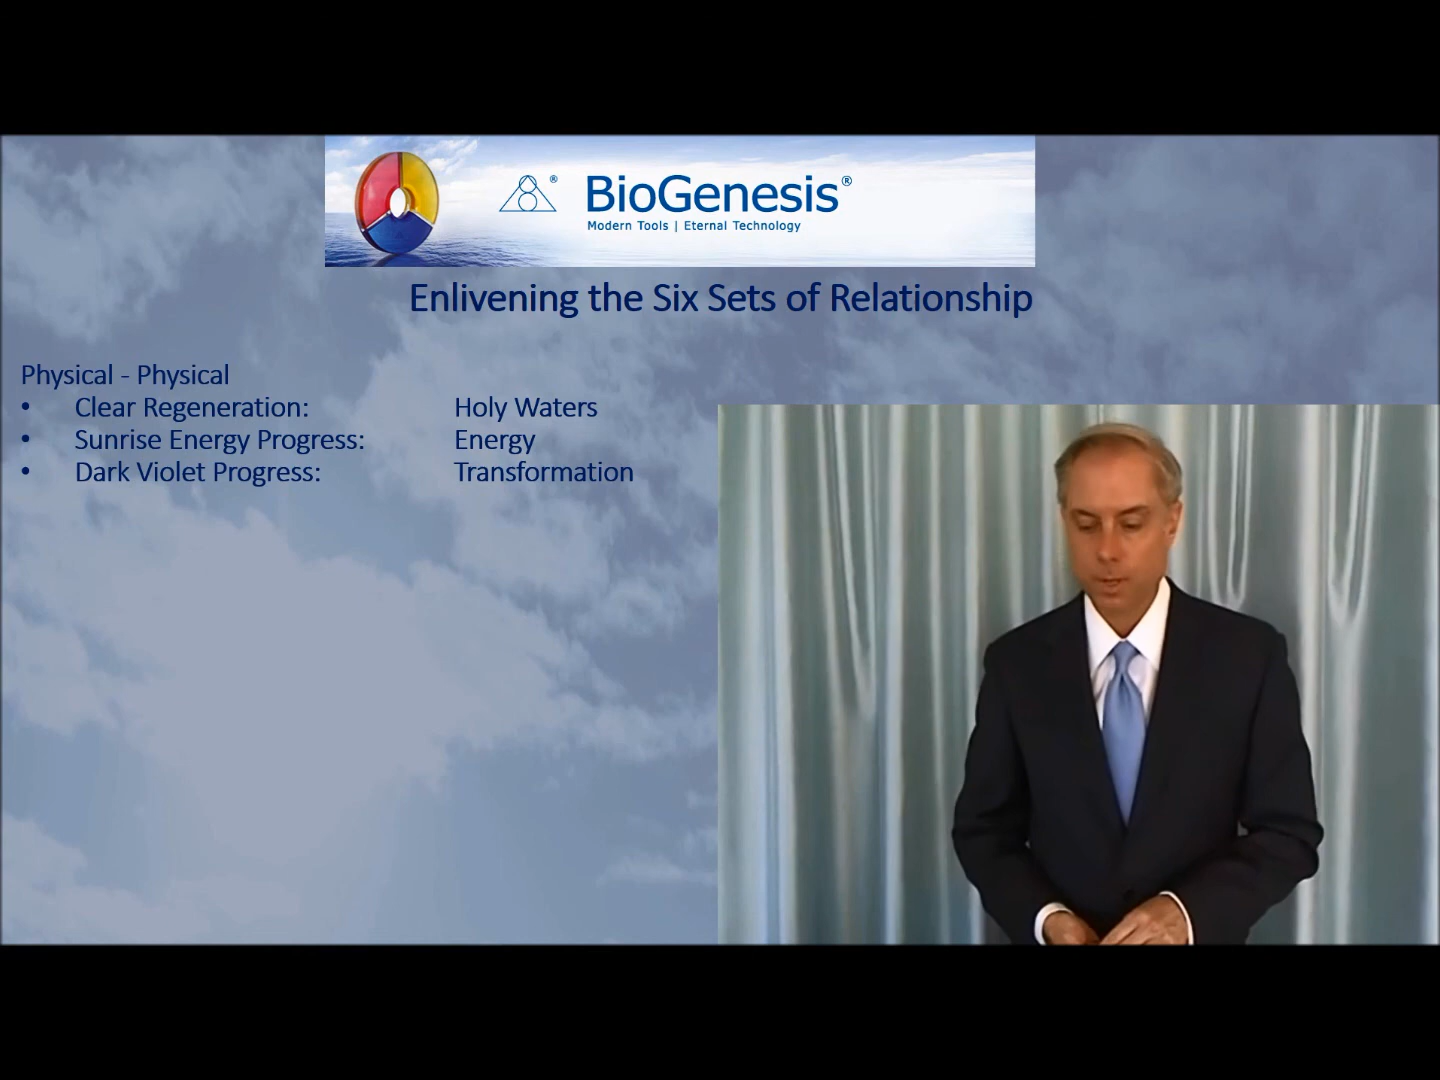 ® BioGenesis®
Modern Tools | Eternal Technology
Enlivening the Six Sets of Relationship
Physical - Physical
• Clear Regeneration: Holy Waters
• Sunrise Energy Progress: Energy
• Dark Violet Progress: Transformation